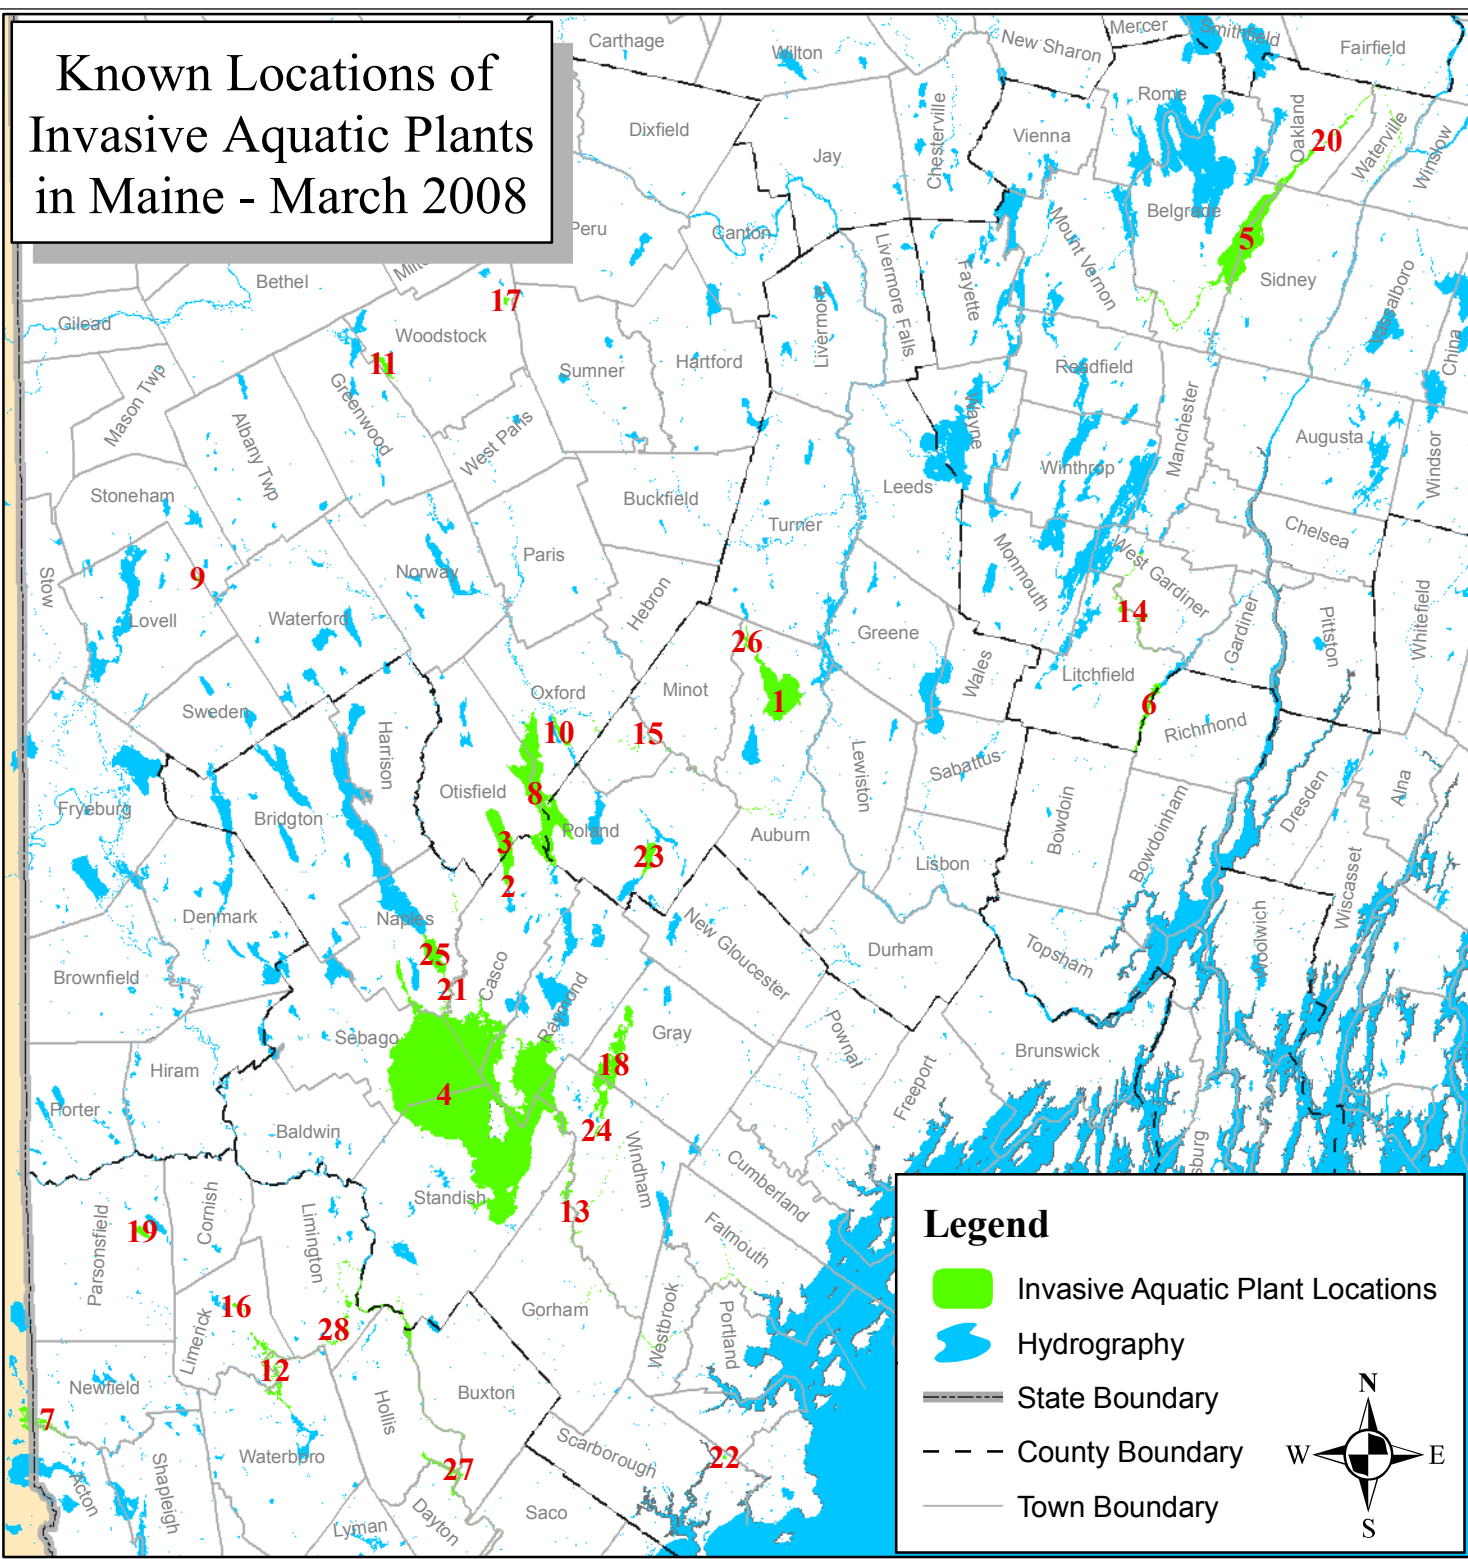 Known Locations of
Invasive Aquatic Plants
in Maine - March 2008
Carthage
Wilton
New Sharon
Mercer
Smithfield
Fairfield
Dixfield
Jay
Chesterville
Vienna
Rome
Oakland
20
Waterville
Winslow
Peru
Canton
Livermore Falls
Fayette
Mount Vernon
Belgrade
5
Sidney
Vassalboro
China
Bethel
Gilead
17
Woodstock
11
Greenwood
Sumner
Hartford
Livermore
Readfield
Manchester
Mason Twp
Albany Twp
West Paris
Wayne
Winthrop
Augusta
Windsor
Stoneham
Buckfield
Leeds
Turner
Chelsea
Stow
9
Lovell
Norway
Paris
Waterford
Hebron
Monmouth
West Gardiner
14
Gardiner
Pittston
Whitefield
26
Greene
Wales
Litchfield
Sweden
Harrison
Oxford
Minot
1
6
Richmond
10
15
Fryeburg
Bridgton
Otisfield
8
Poland
Lewiston
Sabattus
Bowdoin
Bowdoinham
Dresden
Alna
3
2
23
Auburn
Lisbon
Wiscasset
Denmark
Naples
25
21
Casco
Raymond
New Gloucester
Durham
Topsham
Woolwich
Brownfield
Sebago
4
18
Gray
Pownal
Freeport
Brunswick
Hiram
Porter
Baldwin
24
Windham
Cumberland
sburg
Parsonsfield
19
Cornish
Limington
Standish
13
Falmouth
16
Limerick
28
12
Gorham
Westbrook
Portland
Newfield
7
Hollis
Buxton
Waterboro
27
Scarborough
22
Acton
Shapleigh
Lyman
Dayton
Saco
Legend
Invasive Aquatic Plant Locations
Hydrography
State Boundary
County Boundary
Town Boundary
N
W
E
S